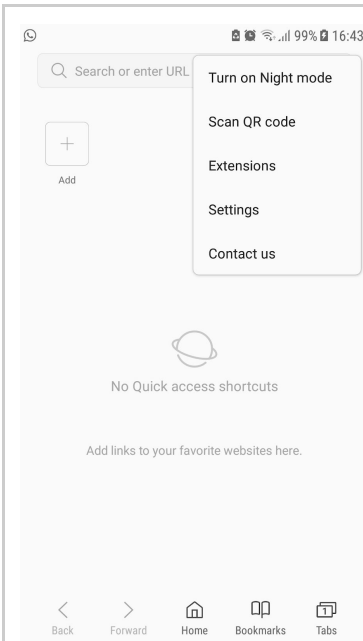 99% 16:43
Search or enter URL
Turn on Night mode
Scan QR code
Extensions
Settings
Contact us
Add
No Quick access shortcuts
Add links to your favorite websites here.
1
Back Forward Home Bookmarks Tabs